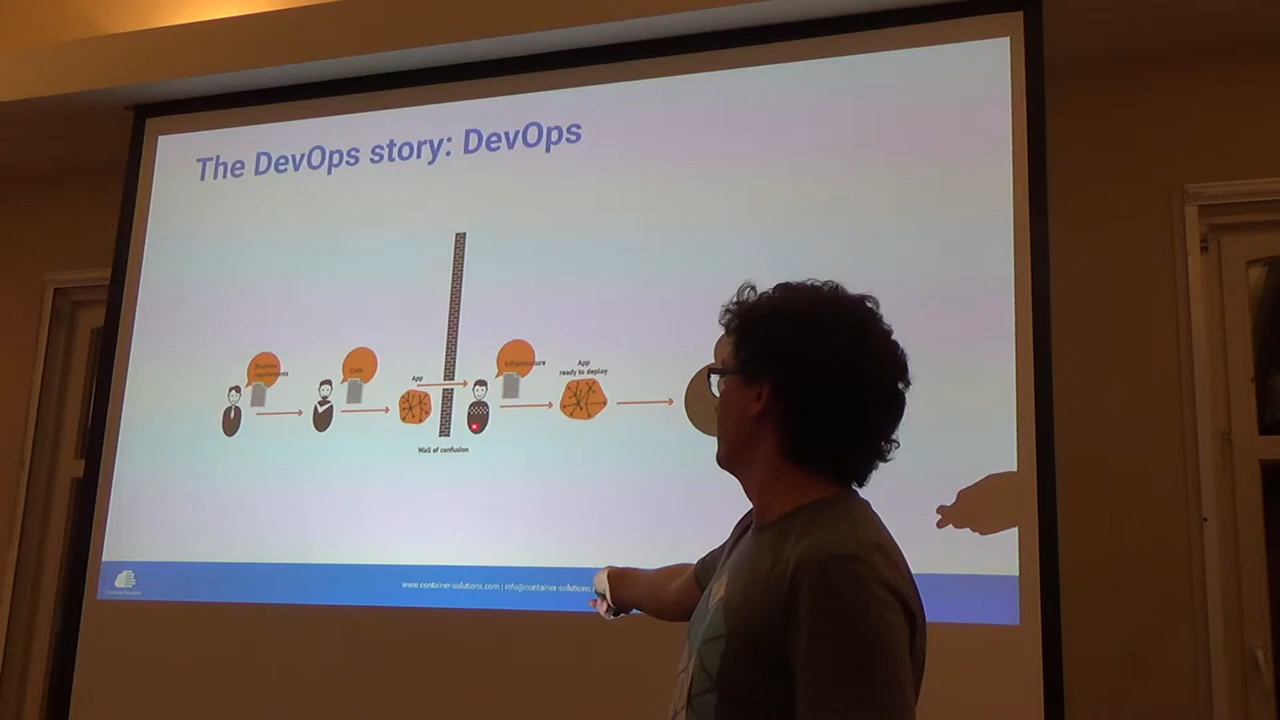 The DevOps story: DevOps
Business
requirements
Code
App
Infrastructure
App
ready to deploy
Wall of confusion
www.container-solutions.com | info@container-solutions.